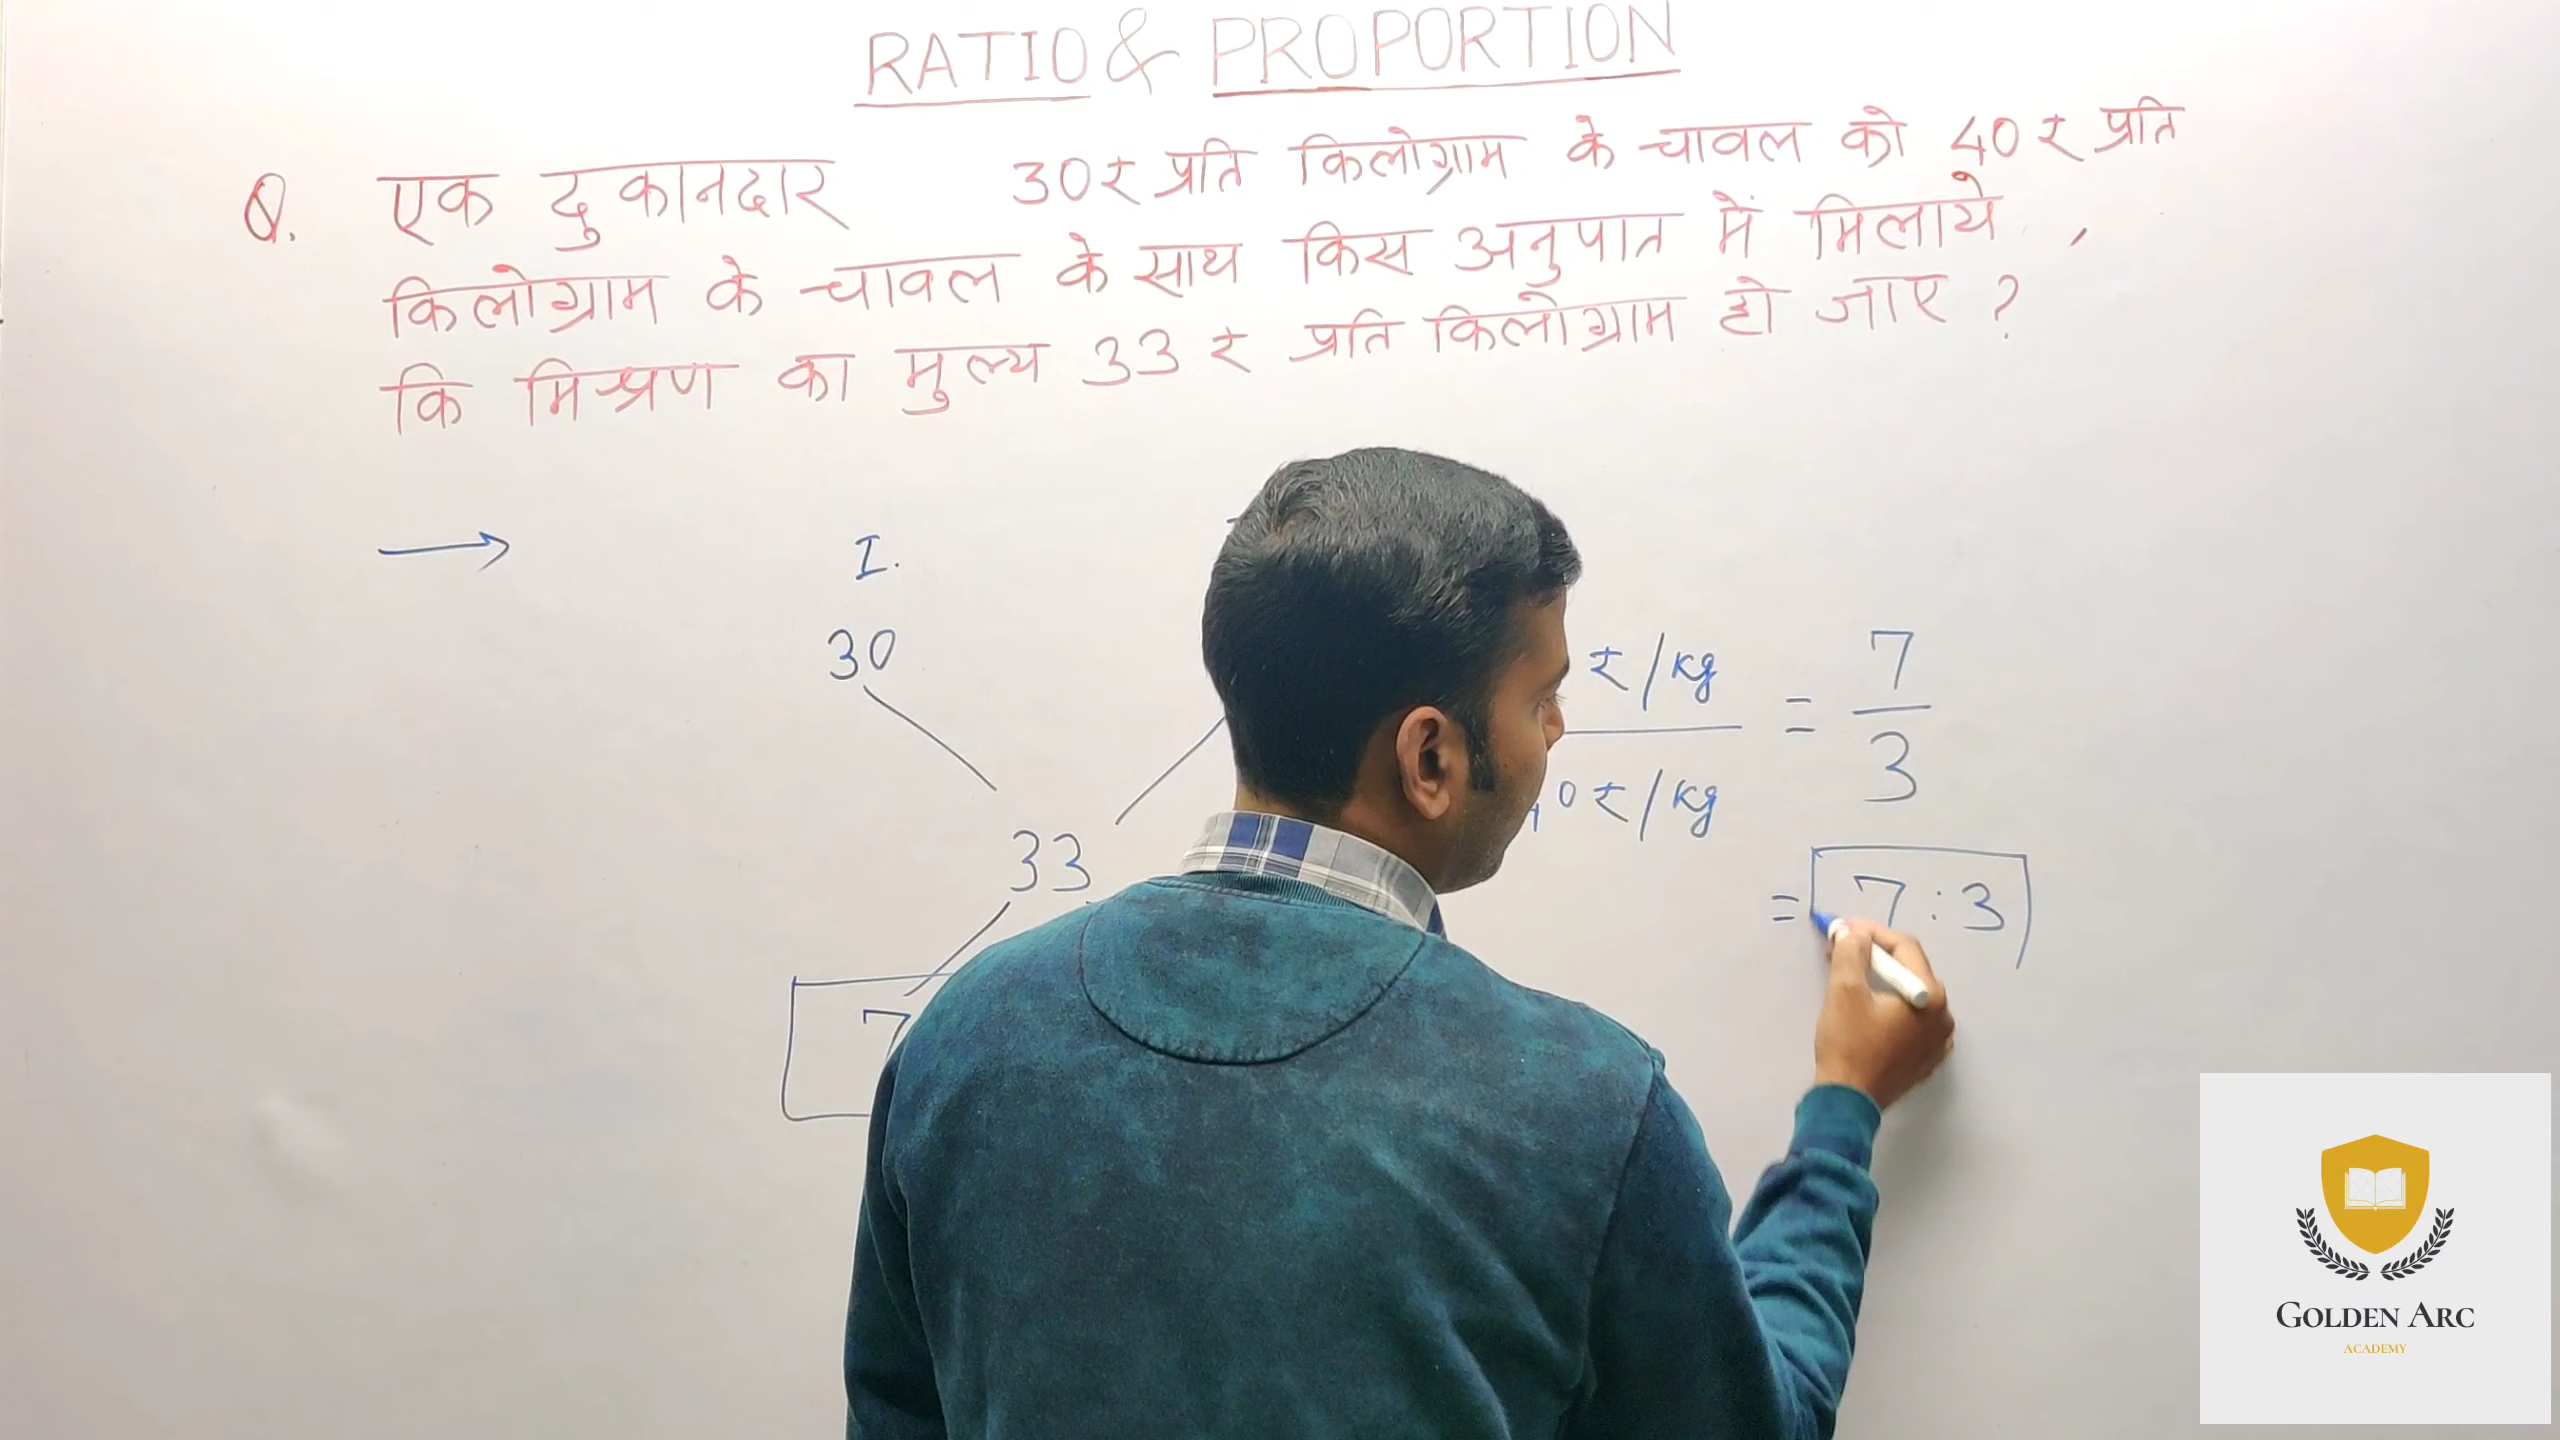 RATIO & PROPORTION
Q. एक दुकानदार 30₹ प्रति किलोग्राम के चावल को 40₹ प्रति
किलोग्राम के चावल के साथ किस अनुपात में मिलाये ,
कि मिश्रण का मुल्य 33₹ प्रति किलोग्राम हो जाए ?
I.
30
33
7
₹/kg = 7/3
0₹/kg
= 7:3
GOLDEN ARC
ACADEMY